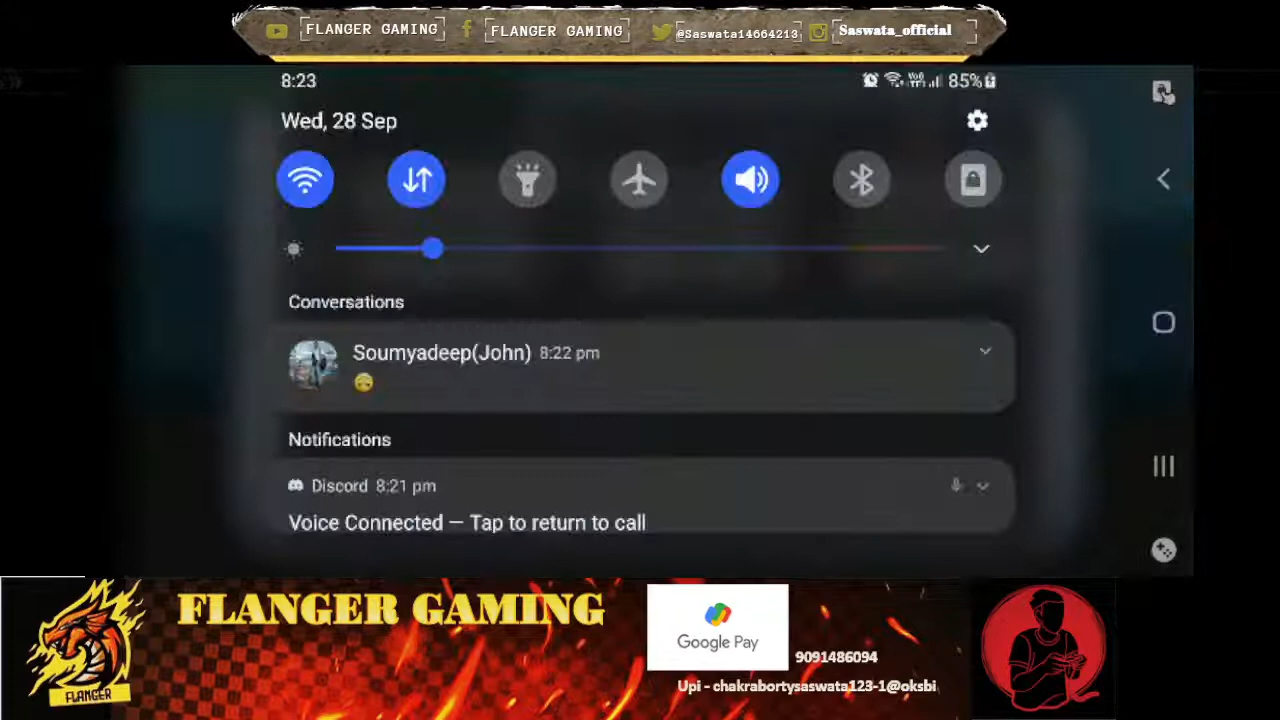 FLANGER GAMING
FLANGER GAMING
@Saswata14664213
Saswata_official
8:23
85%
Wed, 28 Sep
Conversations
Soumyadeep(John) 8:22 pm
Notifications
Discord 8:21 pm
Voice Connected — Tap to return to call
FLANGER GAMING
FLANGER
Google Pay
9091486094
Upi - chakrabortysaswata123-1@oksbi